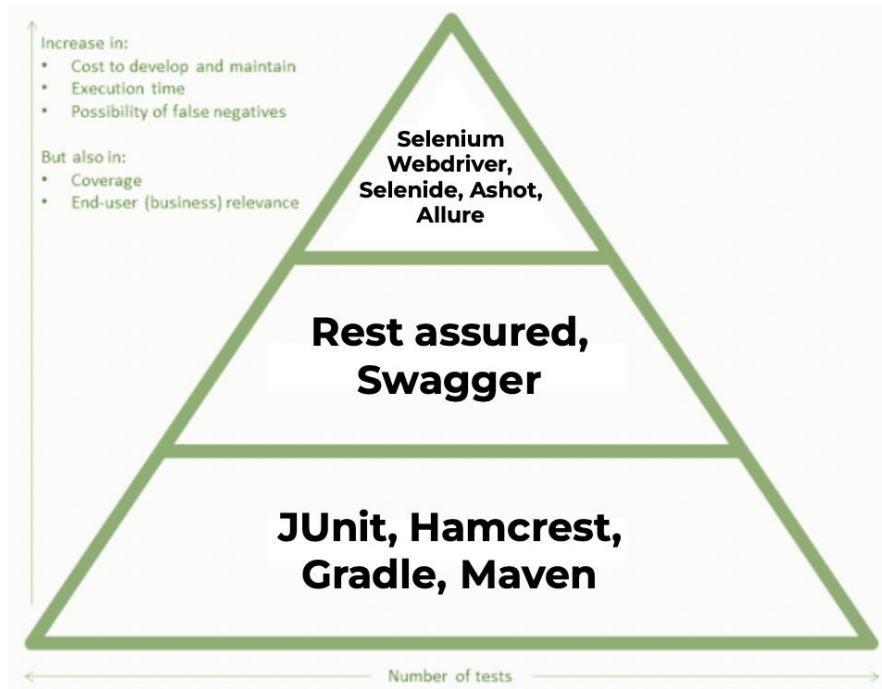 Increase in:
• Cost to develop and maintain
• Execution time
• Possibility of false negatives
But also in:
• Coverage
• End-user (business) relevance
Selenium
Webdriver,
Selenide, Ashot,
Allure
Rest assured,
Swagger
JUnit, Hamcrest,
Gradle, Maven
Number of tests